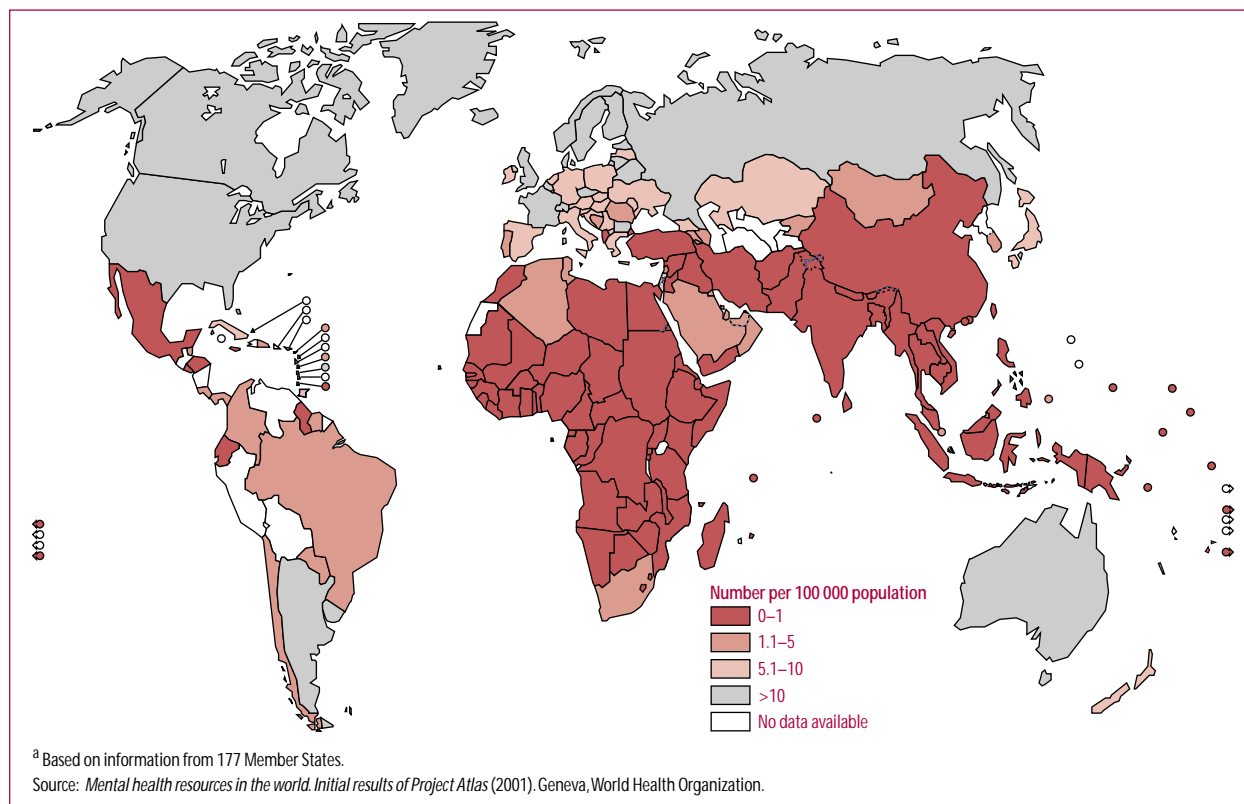 Number per 100 000 population
0–1
1.1–5
5.1–10
>10
No data available
a Based on information from 177 Member States.
Source: Mental health resources in the world. Initial results of Project Atlas (2001). Geneva, World Health Organization.